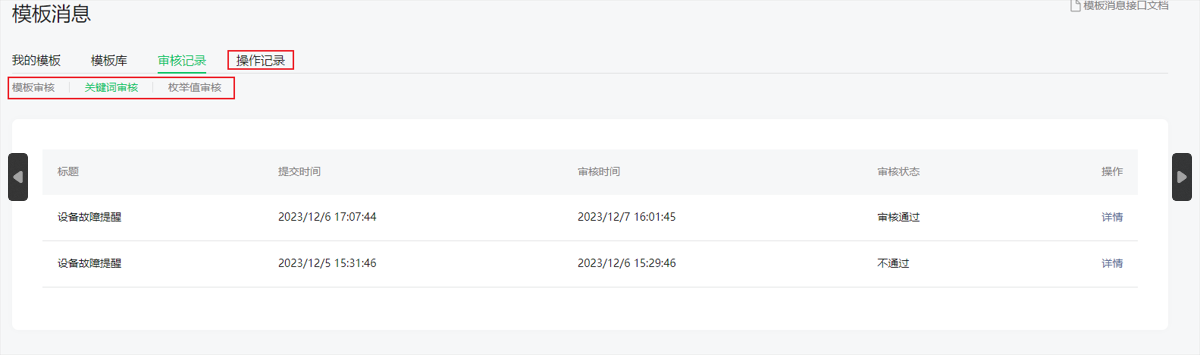 模板消息
模板消息接口文档
我的模板 模板库 审核记录 操作记录
模板审核 关键词审核 枚举值审核
标题 提交时间 审核时间 审核状态 操作
设备故障提醒 2023/12/6 17:07:44 2023/12/7 16:01:45 审核通过 详情
设备故障提醒 2023/12/5 15:31:46 2023/12/6 15:29:46 不通过 详情